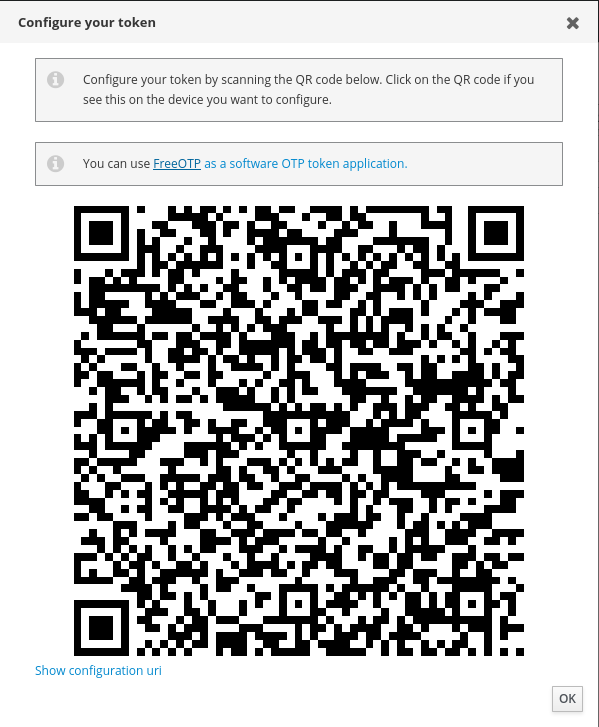 Configure your token
Configure your token by scanning the QR code below. Click on the QR code if you
see this on the device you want to configure.
You can use FreeOTP as a software OTP token application.
Show configuration uri
OK